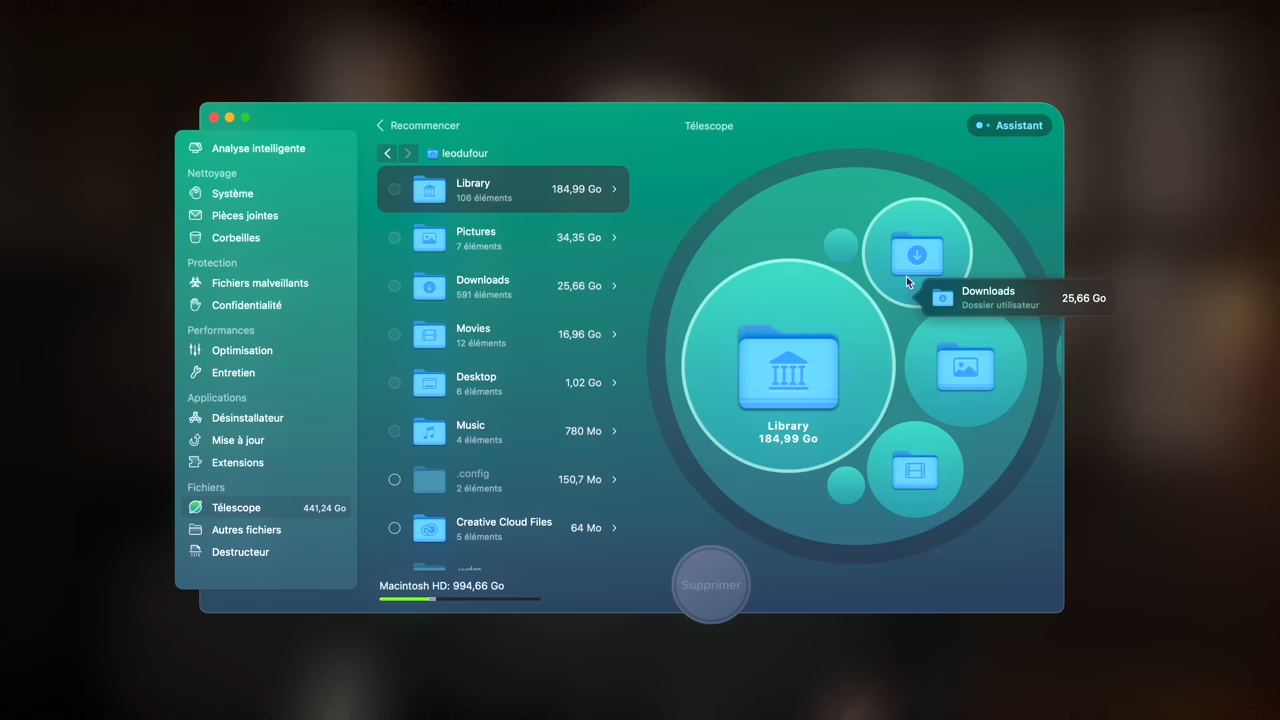 Recommencer
Télescope
Assistant
leodufour
Analyse intelligente
Nettoyage
Système
Pièces jointes
Corbeilles
Protection
Fichiers malveillants
Confidentialité
Performances
Optimisation
Entretien
Applications
Désinstallateur
Mise à jour
Extensions
Fichiers
Télescope 441,24 Go
Autres fichiers
Destructeur
Library 184,99 Go
106 éléments
Pictures 34,35 Go
7 éléments
Downloads 25,66 Go
591 éléments
Movies 16,96 Go
12 éléments
Desktop 1,02 Go
6 éléments
Music 780 Mo
4 éléments
.config 150,7 Mo
2 éléments
Creative Cloud Files 64 Mo
5 éléments
Macintosh HD: 994,66 Go
Downloads 25,66 Go
Dossier utilisateur
Library
184,99 Go
Supprimer